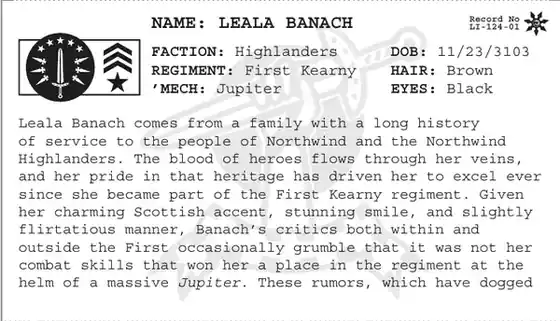 NAME: LEALA BANACH
Record No
LI-124-01
FACTION: Highlanders DOB: 11/23/3103
REGIMENT: First Kearny HAIR: Brown
’MECH: Jupiter EYES: Black
Leala Banach comes from a family with a long history
of service to the people of Northwind and the Northwind
Highlanders. The blood of heroes flows through her veins,
and her pride in that heritage has driven her to excel ever
since she became part of the First Kearny regiment. Given
her charming Scottish accent, stunning smile, and slightly
flirtatious manner, Banach’s critics both within and
outside the First occasionally grumble that it was not her
combat skills that won her a place in the regiment at the
helm of a massive Jupiter. These rumors, which have dogged